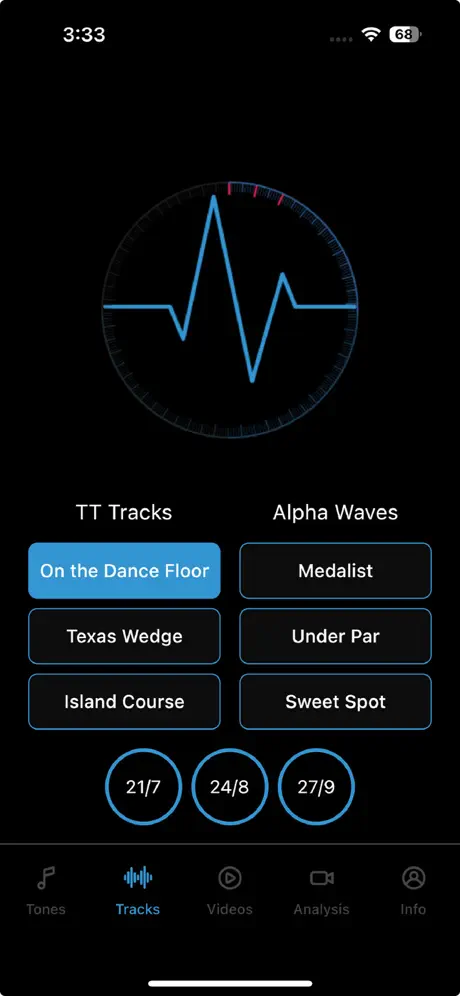 3:33
68
TT Tracks Alpha Waves
On the Dance Floor Medalist
Texas Wedge Under Par
Island Course Sweet Spot
21/7 24/8 27/9
Tones Tracks Videos Analysis Info